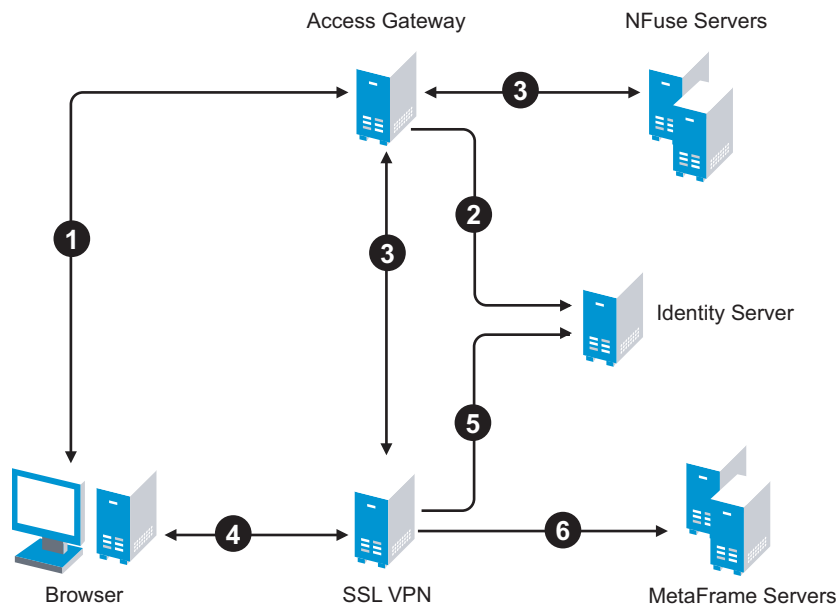 Access Gateway
NFuse Servers
3
1
2
3
Identity Server
5
4
6
Browser
SSL VPN
MetaFrame Servers